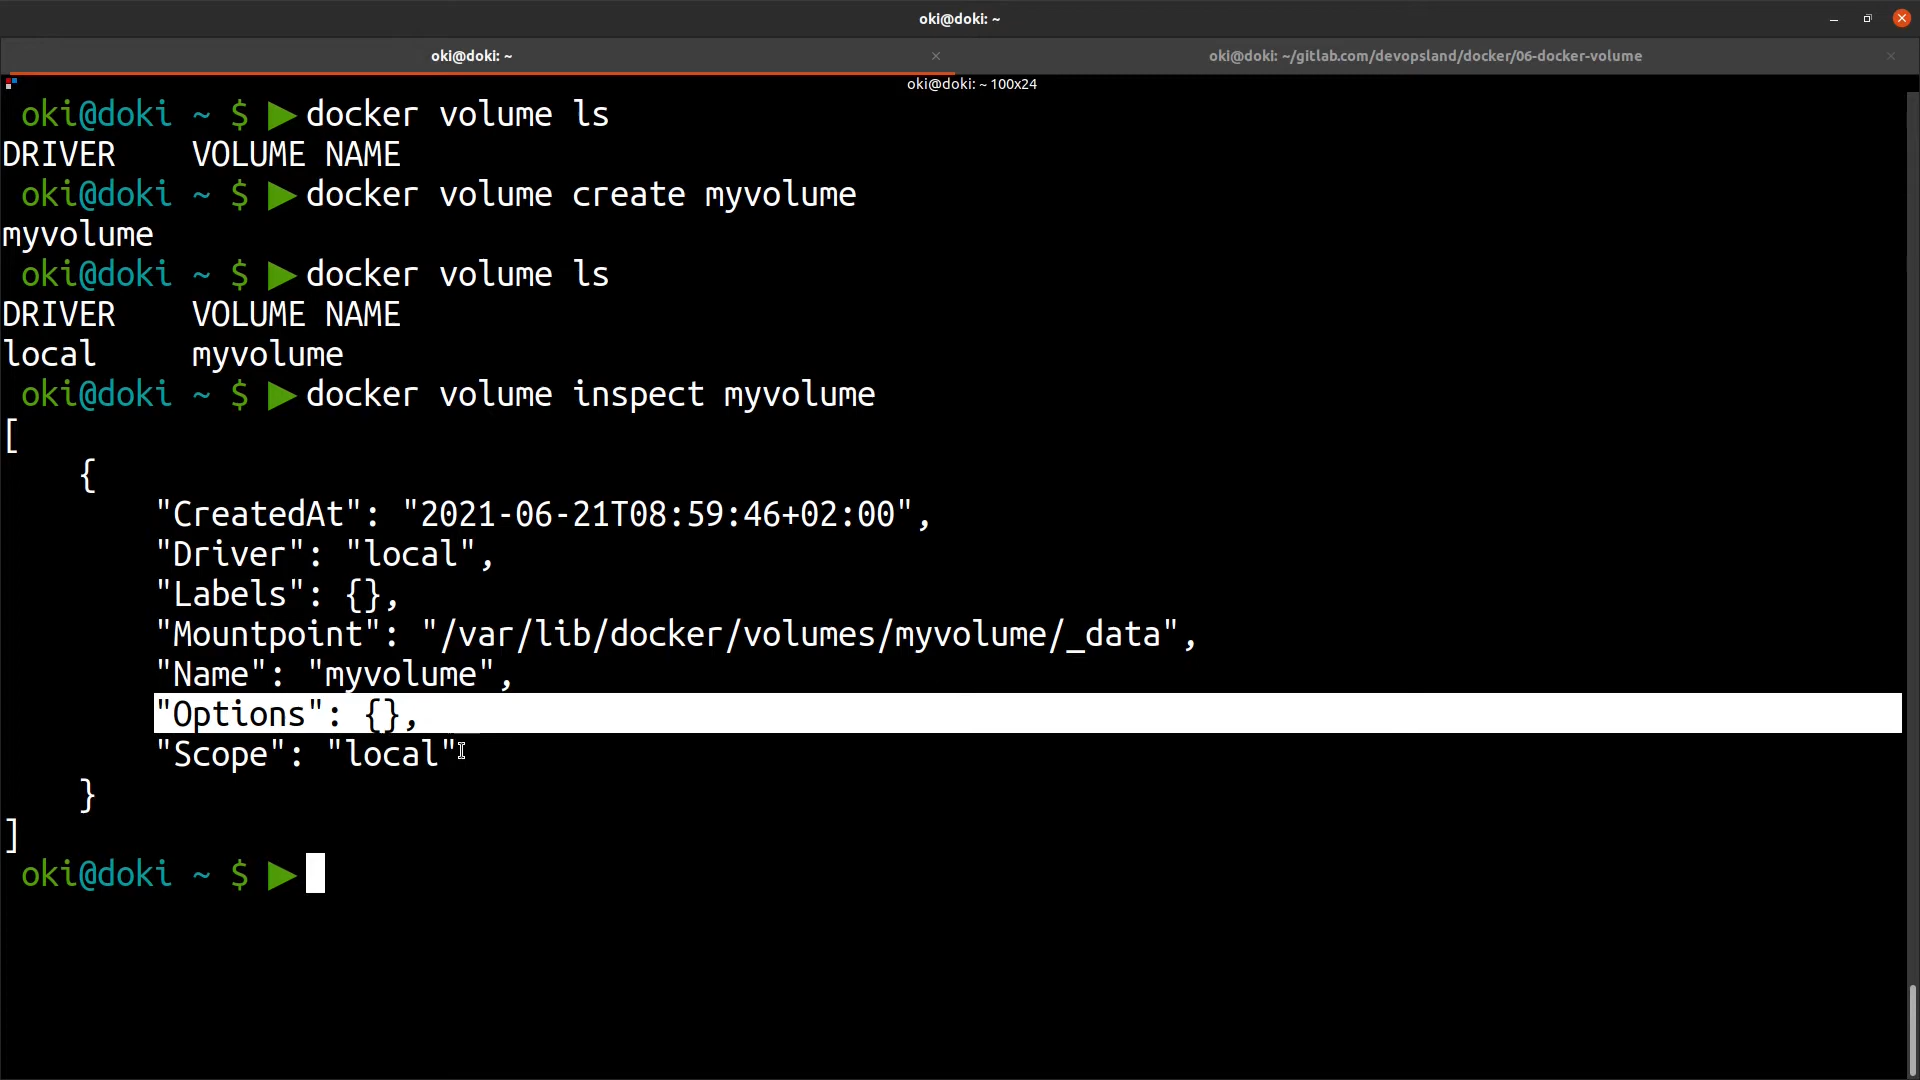 oki@doki: ~
oki@doki: ~
oki@doki: ~/gitlab.com/devopsland/docker/06-docker-volume
oki@doki: ~ 100x24
oki@doki ~ $ ▶docker volume ls
DRIVER    VOLUME NAME
oki@doki ~ $ ▶docker volume create myvolume
myvolume
oki@doki ~ $ ▶docker volume ls
DRIVER    VOLUME NAME
local     myvolume
oki@doki ~ $ ▶docker volume inspect myvolume
[
    {
        "CreatedAt": "2021-06-21T08:59:46+02:00",
        "Driver": "local",
        "Labels": {},
        "Mountpoint": "/var/lib/docker/volumes/myvolume/_data",
        "Name": "myvolume",
        "Options": {},
        "Scope": "local"
    }
]
oki@doki ~ $ ▶